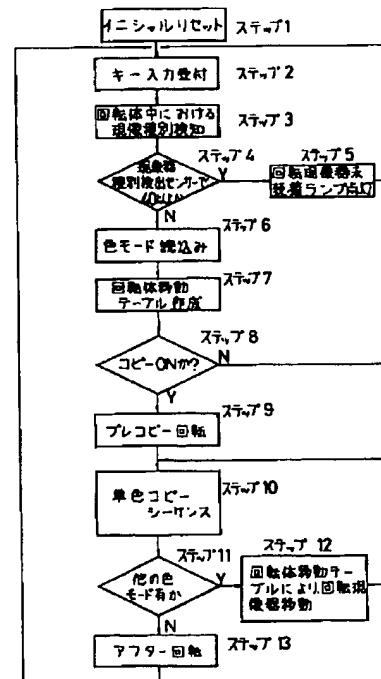 イニシャルリセット
ステップ1
キー入力受付
ステップ2
回転体中における
現像種別検知
ステップ3
ステップ4
現像器
種別検出センサーで
Y
N
ステップ5
回転現像器未
装着ランプ点灯
ステップ6
色モード読込み
ステップ7
回転体移動
テーブル作成
ステップ8
コピーONか?
N
Y
ステップ9
プレコピー回転
ステップ10
単色コピー
シーケンス
ステップ11
他の色
モード有か
Y
N
ステップ12
回転体移動テー
ブルにより、回転現
像器移動
ステップ13
アフター回転